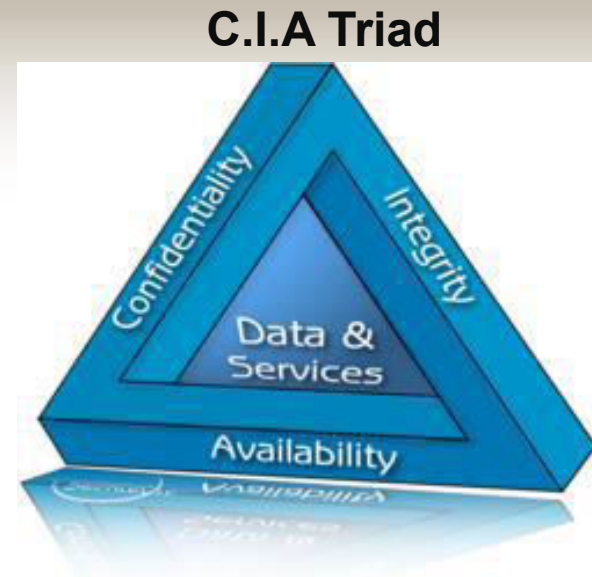 C.I.A Triad
Confidentiality
Integrity
Data &
Services
Availability